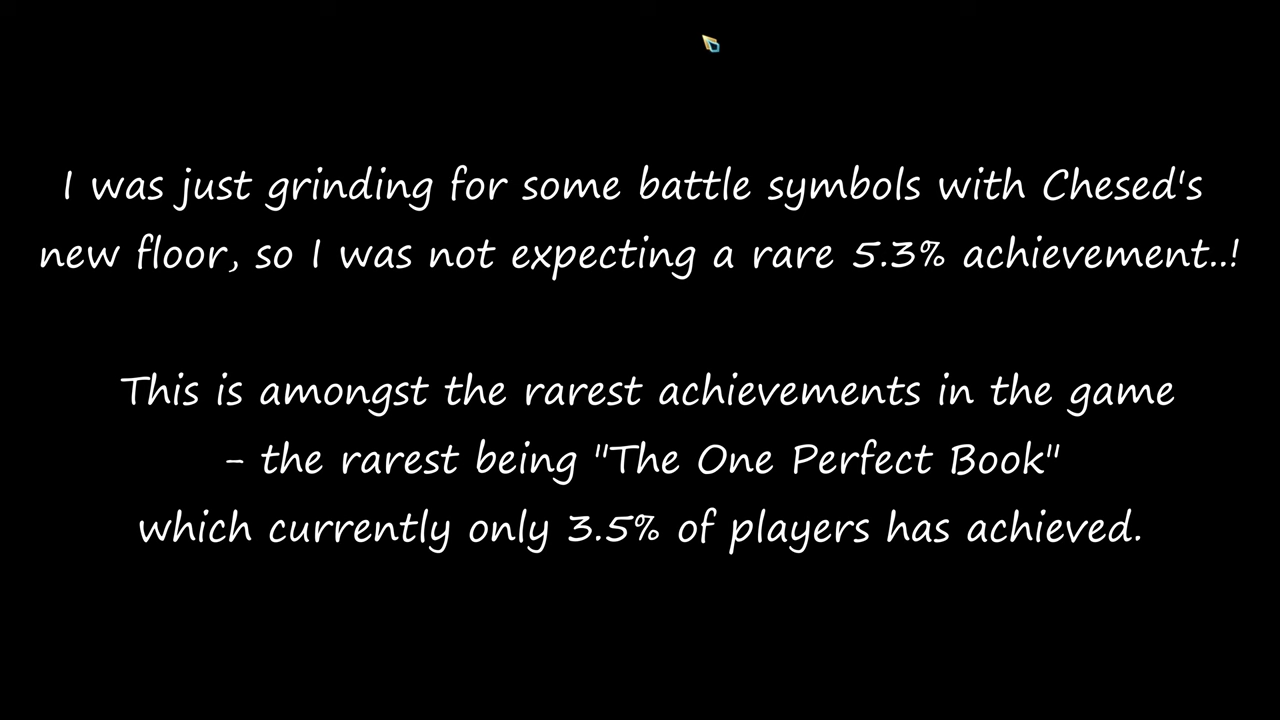 I was just grinding for some battle symbols with Chesed's
new floor, so I was not expecting a rare 5.3% achievement..!
This is amongst the rarest achievements in the game
- the rarest being "The One Perfect Book"
which currently only 3.5% of players has achieved.